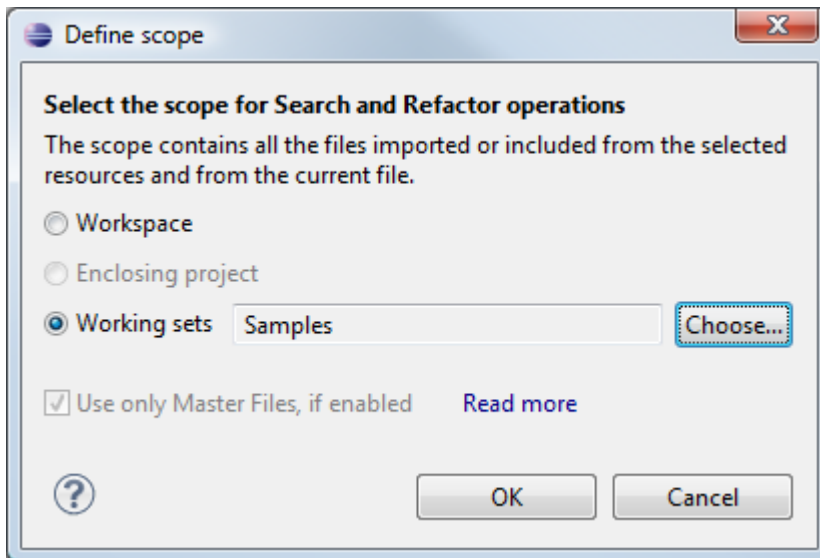 Define scope
Select the scope for Search and Refactor operations
The scope contains all the files imported or included from the selected
resources and from the current file.
Workspace
Enclosing project
Working sets Samples Choose...
Use only Master Files, if enabled Read more
? OK Cancel